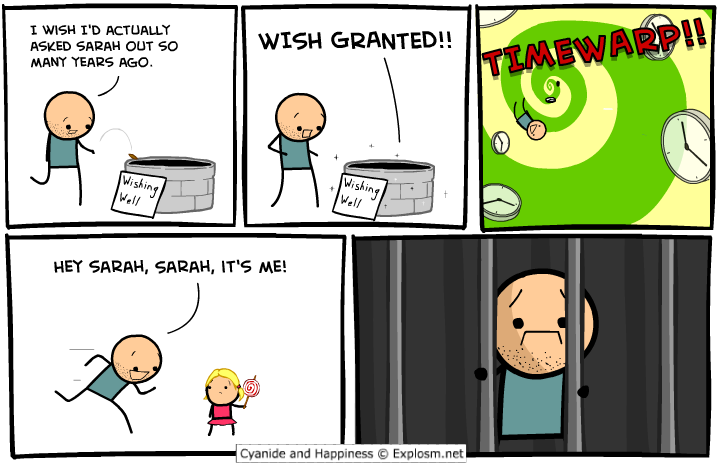 I WISH I'D ACTUALLY
ASKED SARAH OUT SO
MANY YEARS AGO.
Wishing
Well
WISH GRANTED!!
Wishing
Well
TIMEWARP!!
HEY SARAH, SARAH, IT'S ME!
Cyanide and Happiness © Explosm.net